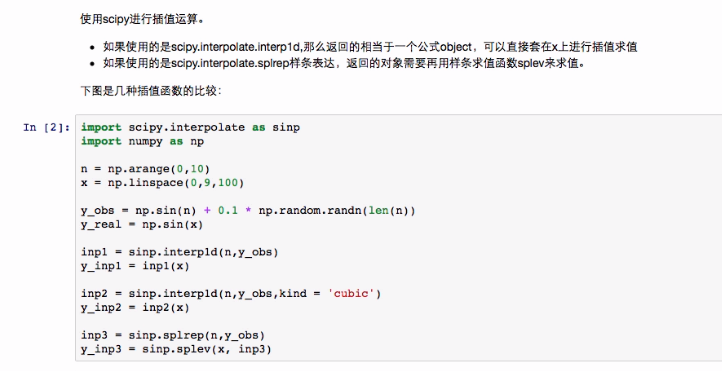 使用scipy进行插值运算。
• 如果使用的是scipy.interpolate.interp1d,那么返回的相当于一个公式object，可以直接套在x上进行插值求值
• 如果使用的是scipy.interpolate.splrep样条表达，返回的对象需要再用样条求值函数splev来求值。
下图是几种插值函数的比较：
In [2]: import scipy.interpolate as sinp
import numpy as np
n = np.arange(0,10)
x = np.linspace(0,9,100)
y_obs = np.sin(n) + 0.1 * np.random.randn(len(n))
y_real = np.sin(x)
inp1 = sinp.interp1d(n,y_obs)
y_inp1 = inp1(x)
inp2 = sinp.interp1d(n,y_obs,kind = 'cubic')
y_inp2 = inp2(x)
inp3 = sinp.splrep(n,y_obs)
y_inp3 = sinp.splev(x, inp3)